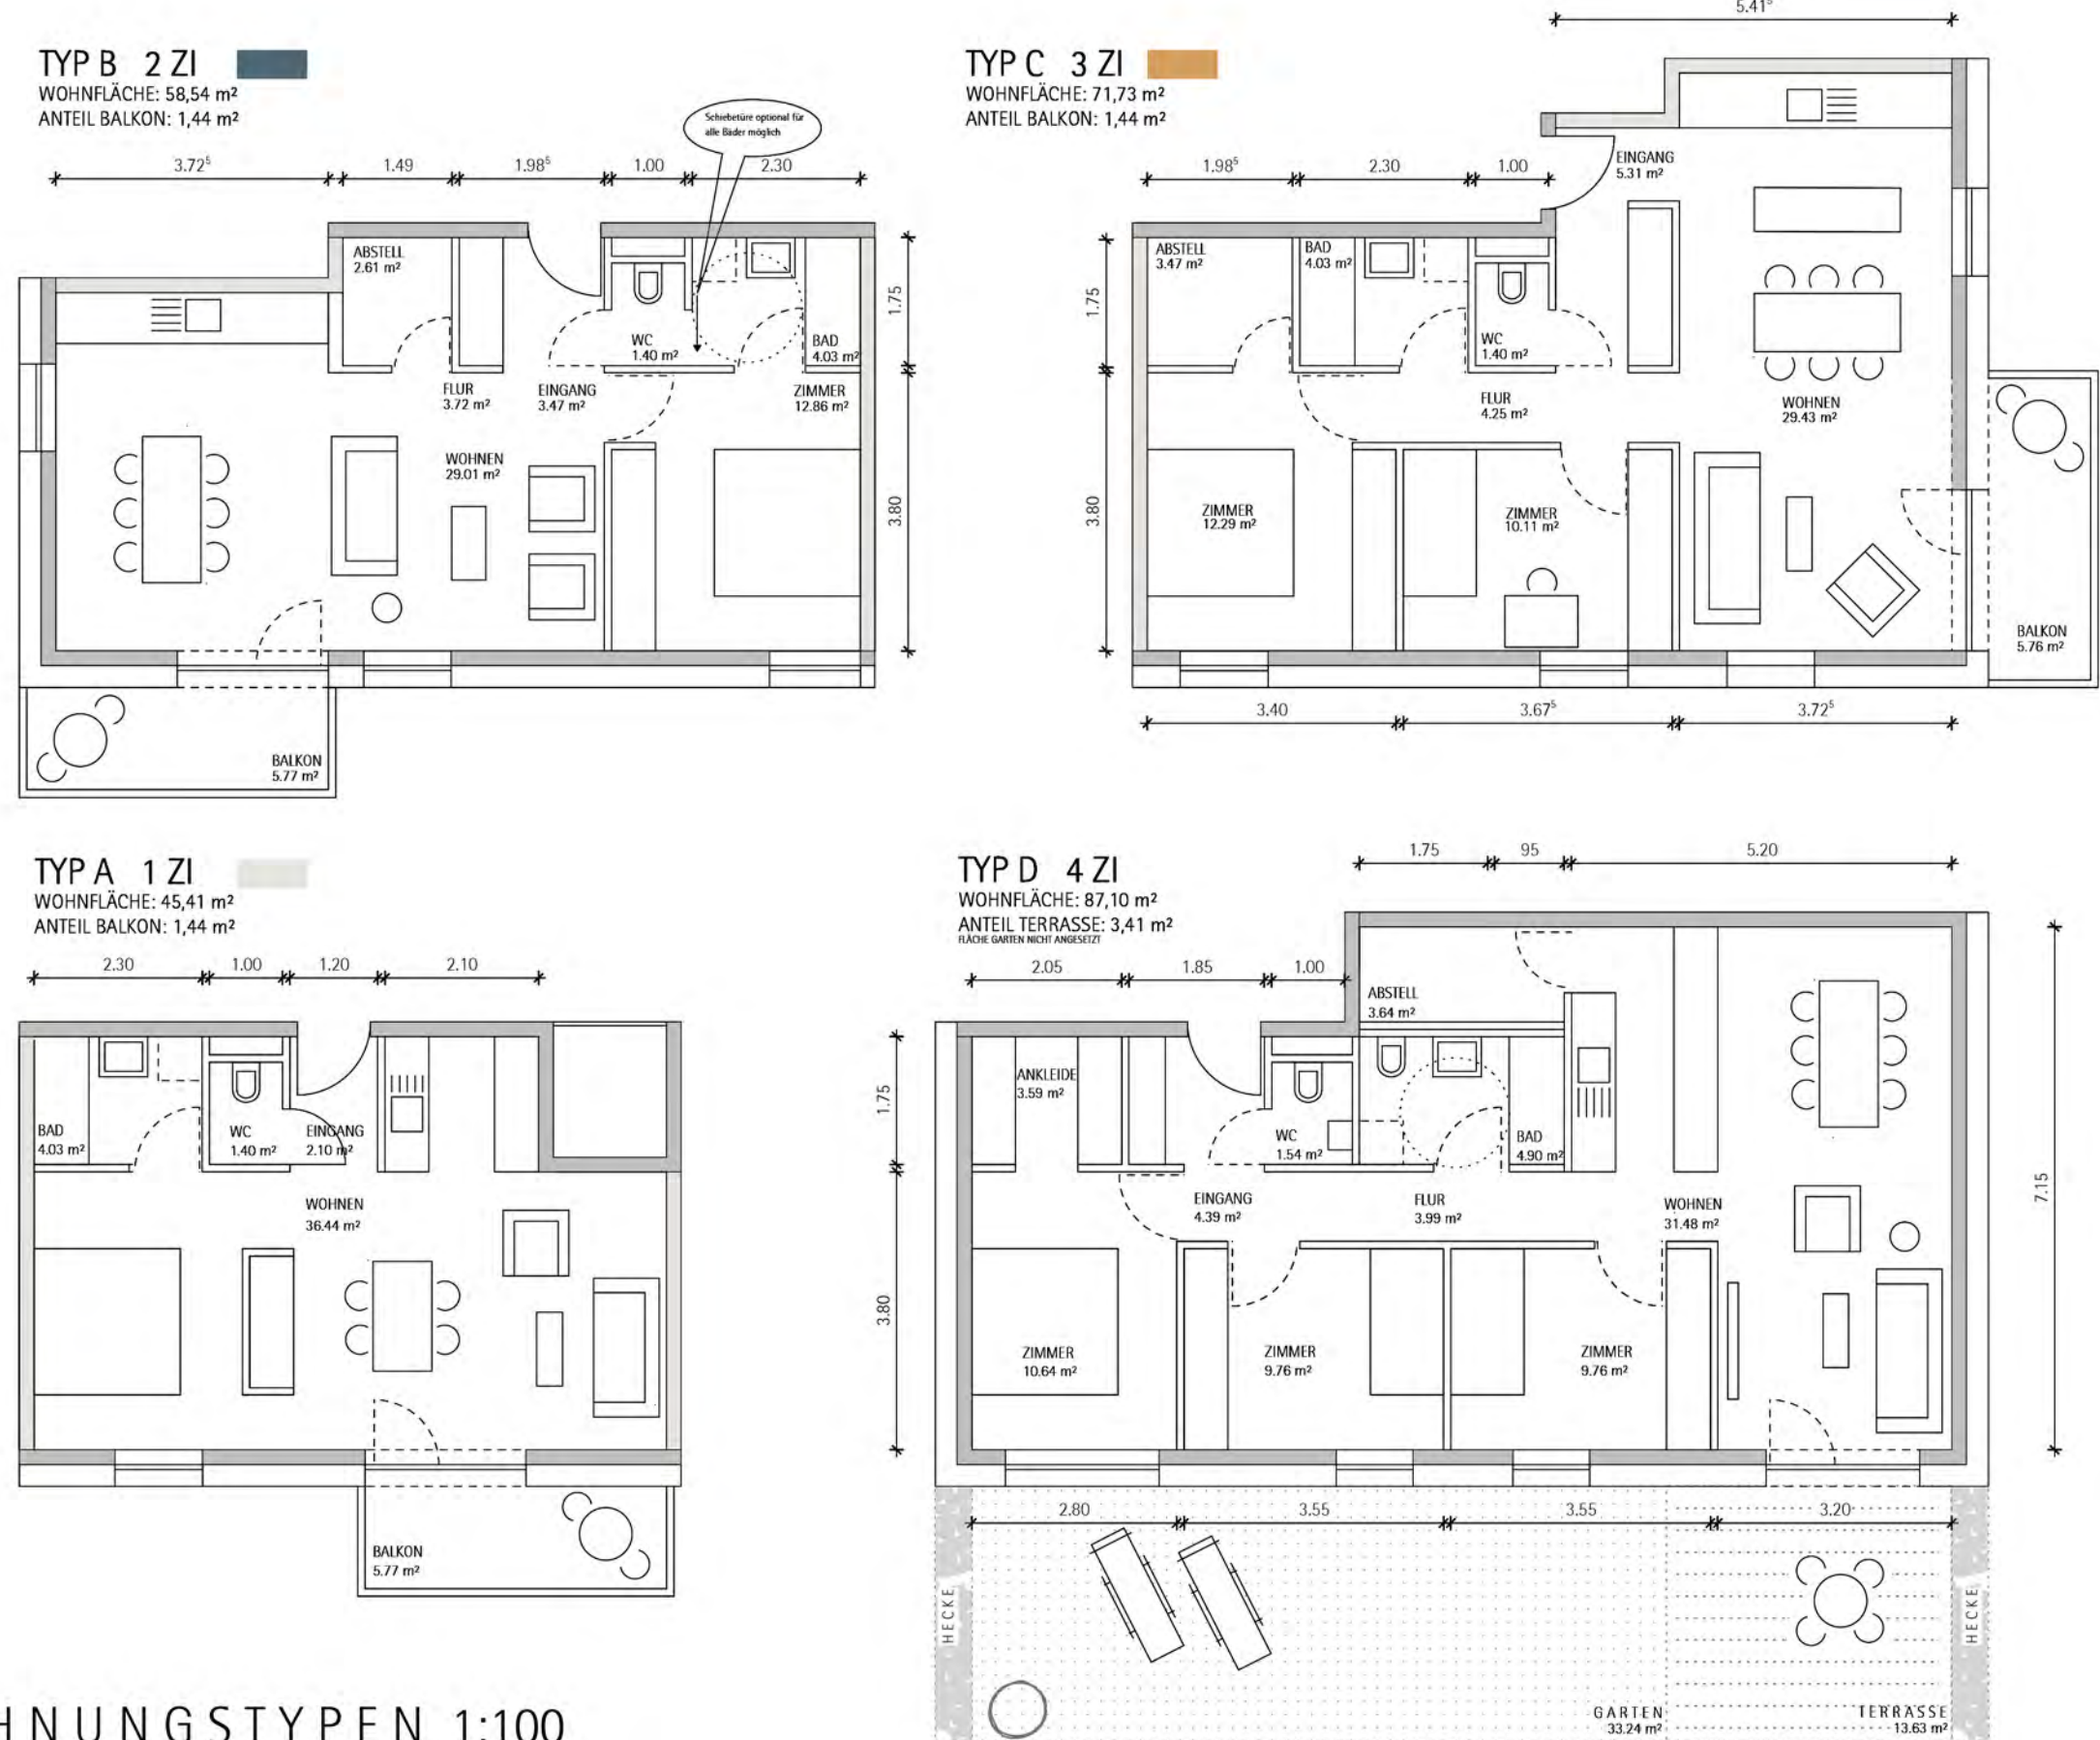 TYP B 2 ZI
WOHNFLÄCHE: 58,54 m²
ANTEIL BALKON: 1,44 m²
Schiebetüre optional für
alle Bäder möglich
3.72⁵ 1.49 1.98⁵ 1.00 2.30
ABSTELL
2.61 m²
1.75
WC
1.40 m²
BAD
4.03 m²
FLUR
3.72 m²
EINGANG
3.47 m²
ZIMMER
12.86 m²
WOHNEN
29.01 m²
3.80
BALKON
5.77 m²
TYP C 3 ZI
WOHNFLÄCHE: 71,73 m²
ANTEIL BALKON: 1,44 m²
5.41⁵
1.98⁵ 2.30 1.00
EINGANG
5.31 m²
ABSTELL
3.47 m²
BAD
4.03 m²
1.75
WC
1.40 m²
FLUR
4.25 m²
WOHNEN
29.43 m²
3.80
ZIMMER
12.29 m²
ZIMMER
10.11 m²
BALKON
5.76 m²
3.40 3.67⁵ 3.72⁵
TYP A 1 ZI
WOHNFLÄCHE: 45,41 m²
ANTEIL BALKON: 1,44 m²
2.30 1.00 1.20 2.10
BAD
4.03 m²
WC
1.40 m²
EINGANG
2.10 m²
WOHNEN
36.44 m²
BALKON
5.77 m²
TYP D 4 ZI
WOHNFLÄCHE: 87,10 m²
ANTEIL TERRASSE: 3,41 m²
FLÄCHE GARTEN NICHT ANGESETZT
1.75 95 5.20
2.05 1.85 1.00
ABSTELL
3.64 m²
ANKLEIDE
3.59 m²
1.75
WC
1.54 m²
BAD
4.90 m²
EINGANG
4.39 m²
FLUR
3.99 m²
WOHNEN
31.48 m²
7.15
3.80
ZIMMER
10.64 m²
ZIMMER
9.76 m²
ZIMMER
9.76 m²
2.80 3.55 3.55 3.20
HECKE
HECKE
GARTEN
33.24 m²
TERRASSE
13.63 m²
HNUNGSTYPEN 1:100